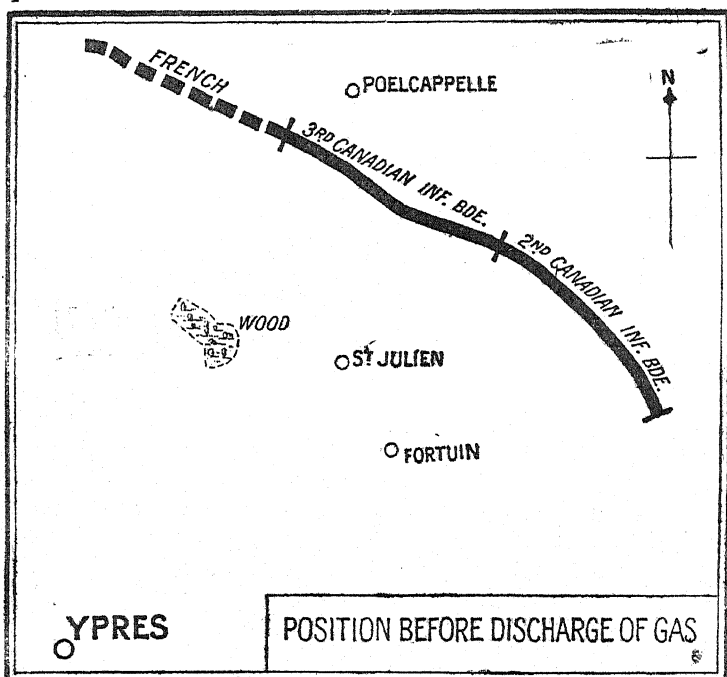 FRENCH
POELCAPPELLE
N
3RD CANADIAN INF. BDE.
2ND CANADIAN INF. BDE.
WOOD
ST JULIEN
FORTUIN
YPRES
POSITION BEFORE DISCHARGE OF GAS